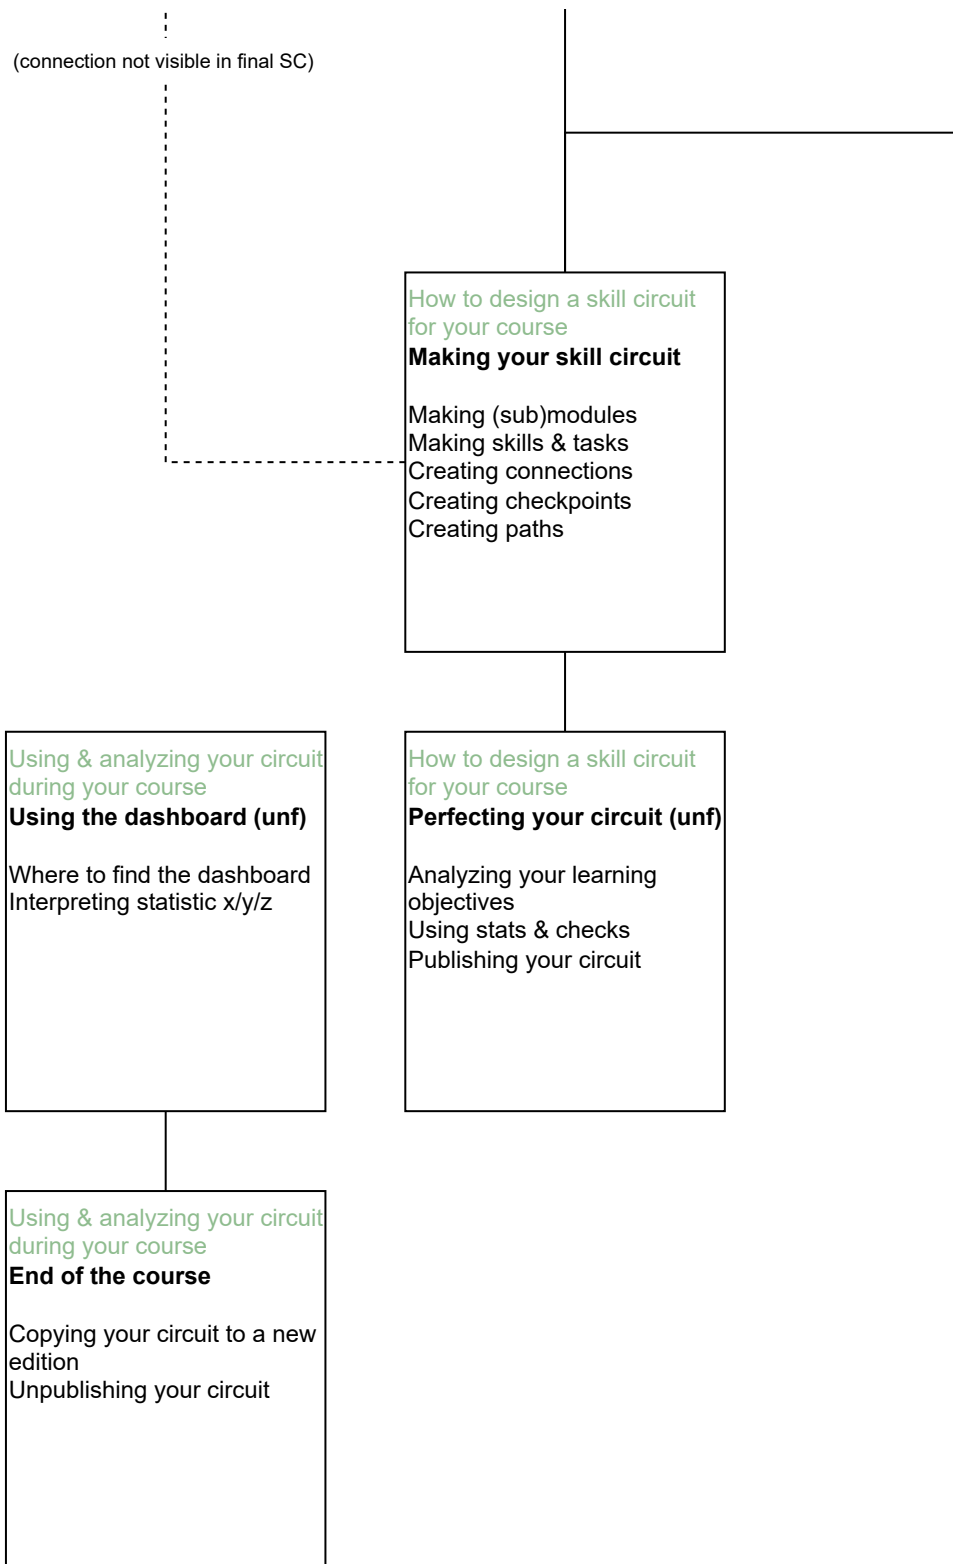 (connection not visible in final SC)
How to design a skill circuit
for your course
Making your skill circuit
Making (sub)modules
Making skills & tasks
Creating connections
Creating checkpoints
Creating paths
Using & analyzing your circuit
during your course
Using the dashboard (unf)
Where to find the dashboard
Interpreting statistic x/y/z
How to design a skill circuit
for your course
Perfecting your circuit (unf)
Analyzing your learning
objectives
Using stats & checks
Publishing your circuit
Using & analyzing your circuit
during your course
End of the course
Copying your circuit to a new
edition
Unpublishing your circuit